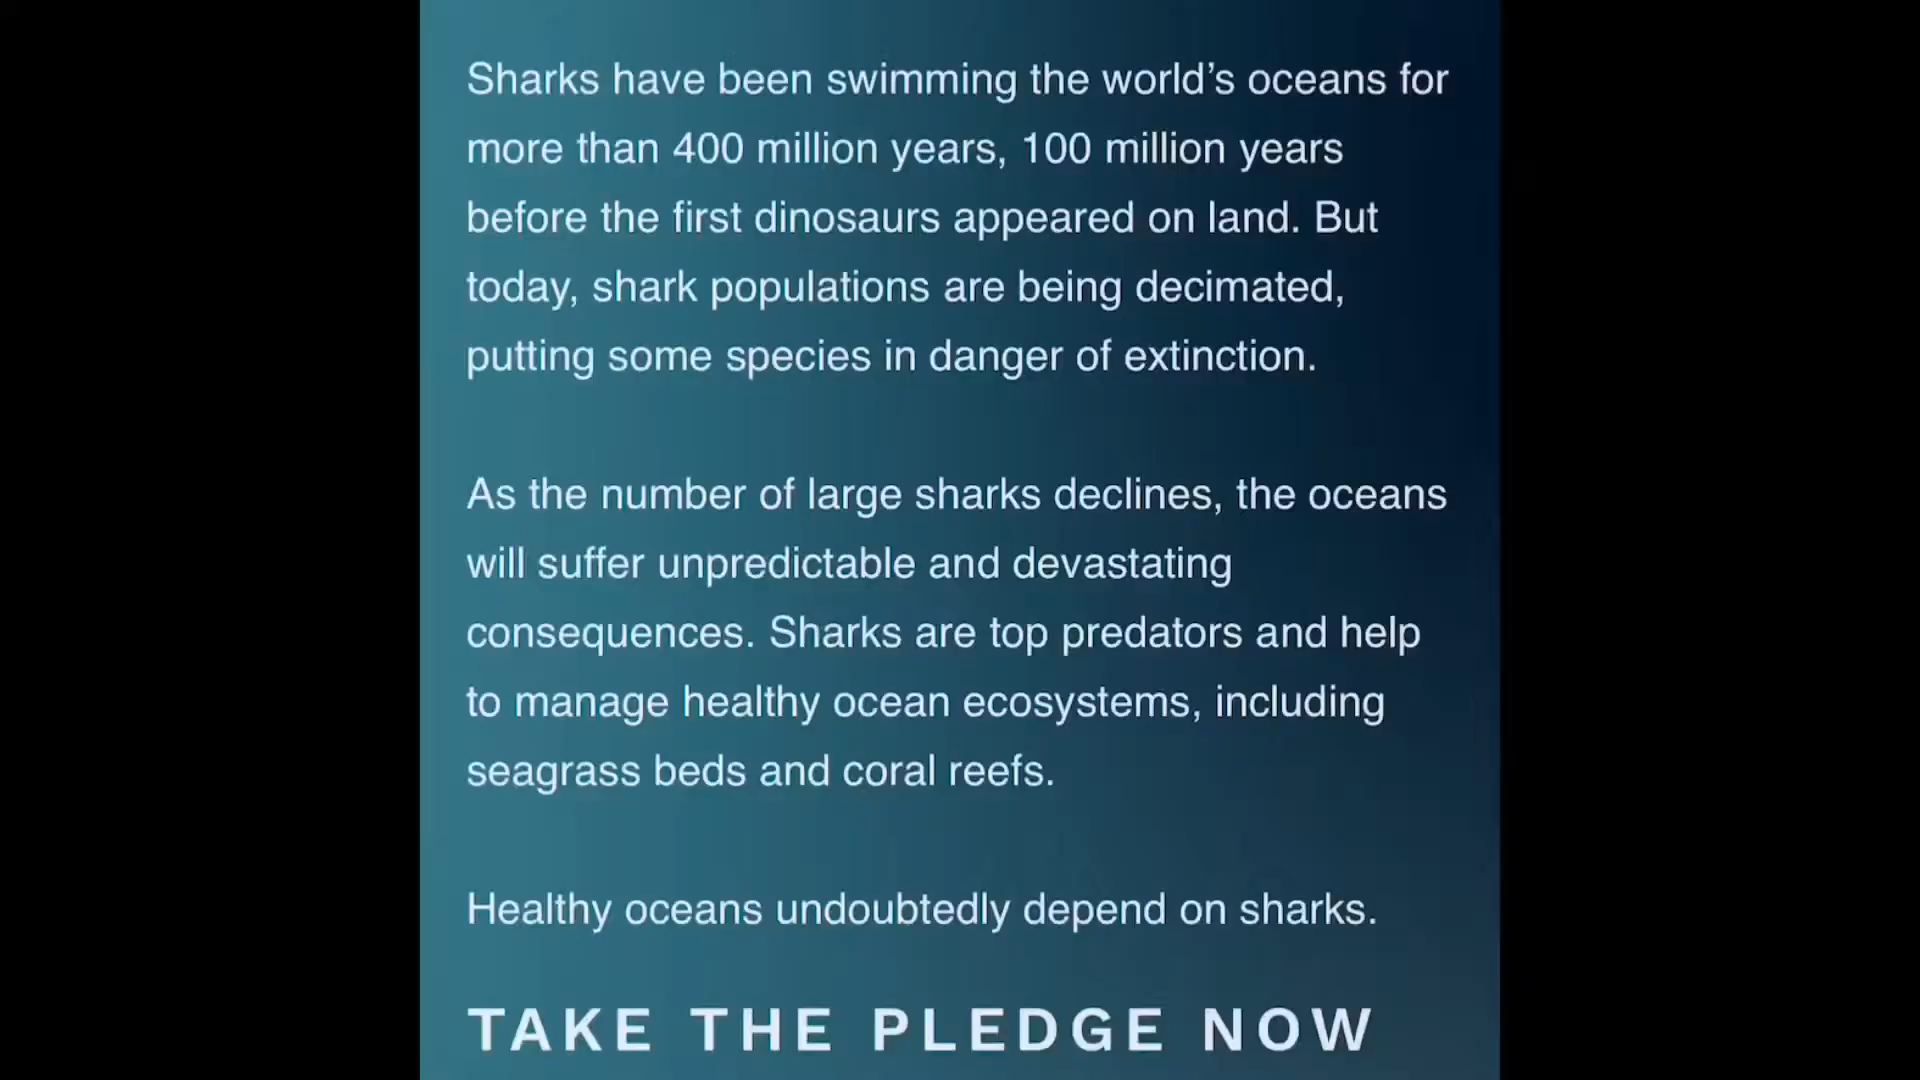 Sharks have been swimming the world’s oceans for
more than 400 million years, 100 million years
before the first dinosaurs appeared on land. But
today, shark populations are being decimated,
putting some species in danger of extinction.
As the number of large sharks declines, the oceans
will suffer unpredictable and devastating
consequences. Sharks are top predators and help
to manage healthy ocean ecosystems, including
seagrass beds and coral reefs.
Healthy oceans undoubtedly depend on sharks.
TAKE THE PLEDGE NOW